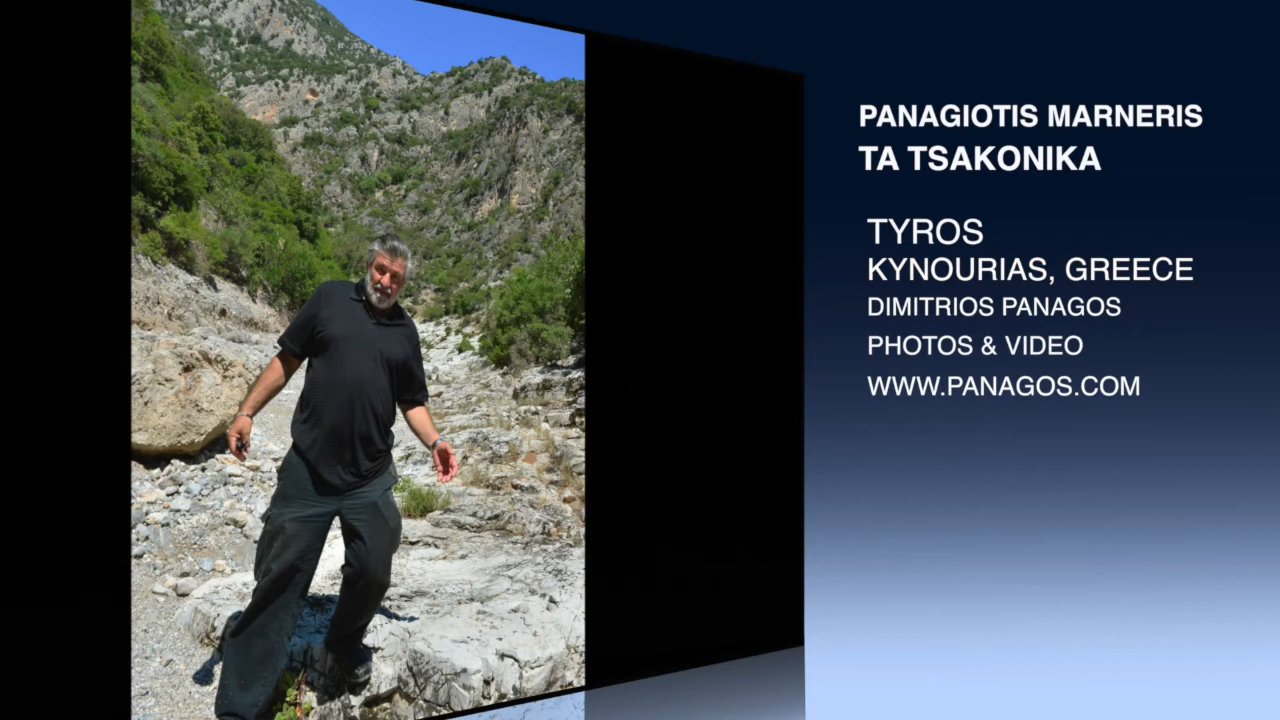 PANAGIOTIS MARNERIS
TA TSAKONIKA
TYROS
KYNOURIAS, GREECE
DIMITRIOS PANAGOS
PHOTOS & VIDEO
WWW.PANAGOS.COM